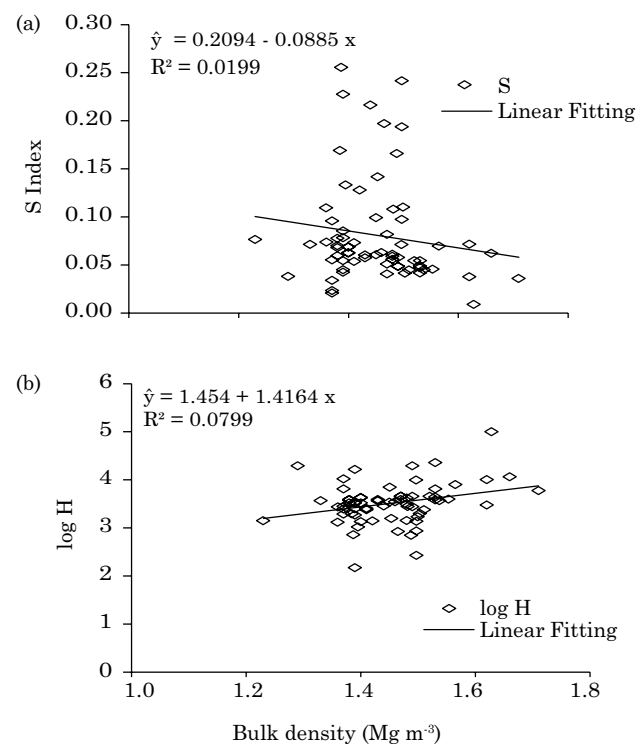 (a)
ŷ = 0.2094 - 0.0885 x
R² = 0.0199
0.30
0.25
0.20
0.15
0.10
0.05
0.00
S Index
S
Linear Fitting
(b)
ŷ = 1.454 + 1.4164 x
R² = 0.0799
6
5
4
3
2
1
0
log H
log H
Linear Fitting
1.0 1.2 1.4 1.6 1.8
Bulk density (Mg m⁻³)